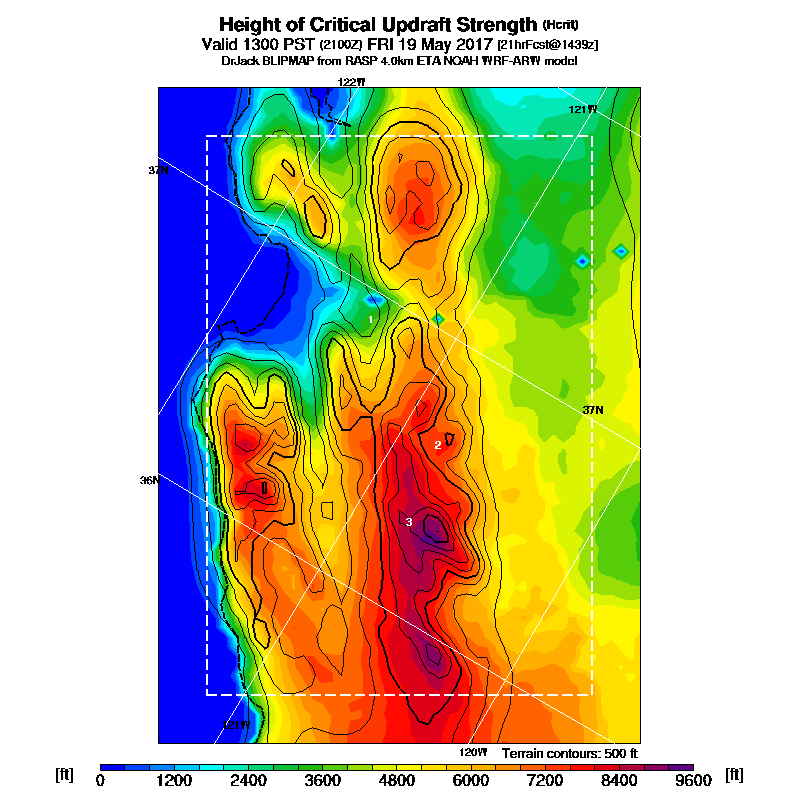 Height of Critical Updraft Strength (Hcrit)
Valid 1300 PST (2100Z) FRI 19 May 2017 [21hrFcst@1439z]
DrJack BLIPMAP from RASP 4.0km ETA NOAH WRF-ARW model
122W
121W
37N
1
37N
2
36N
3
121W
120W
Terrain contours: 500 ft
[ft] 0 1200 2400 3600 4800 6000 7200 8400 9600 [ft]